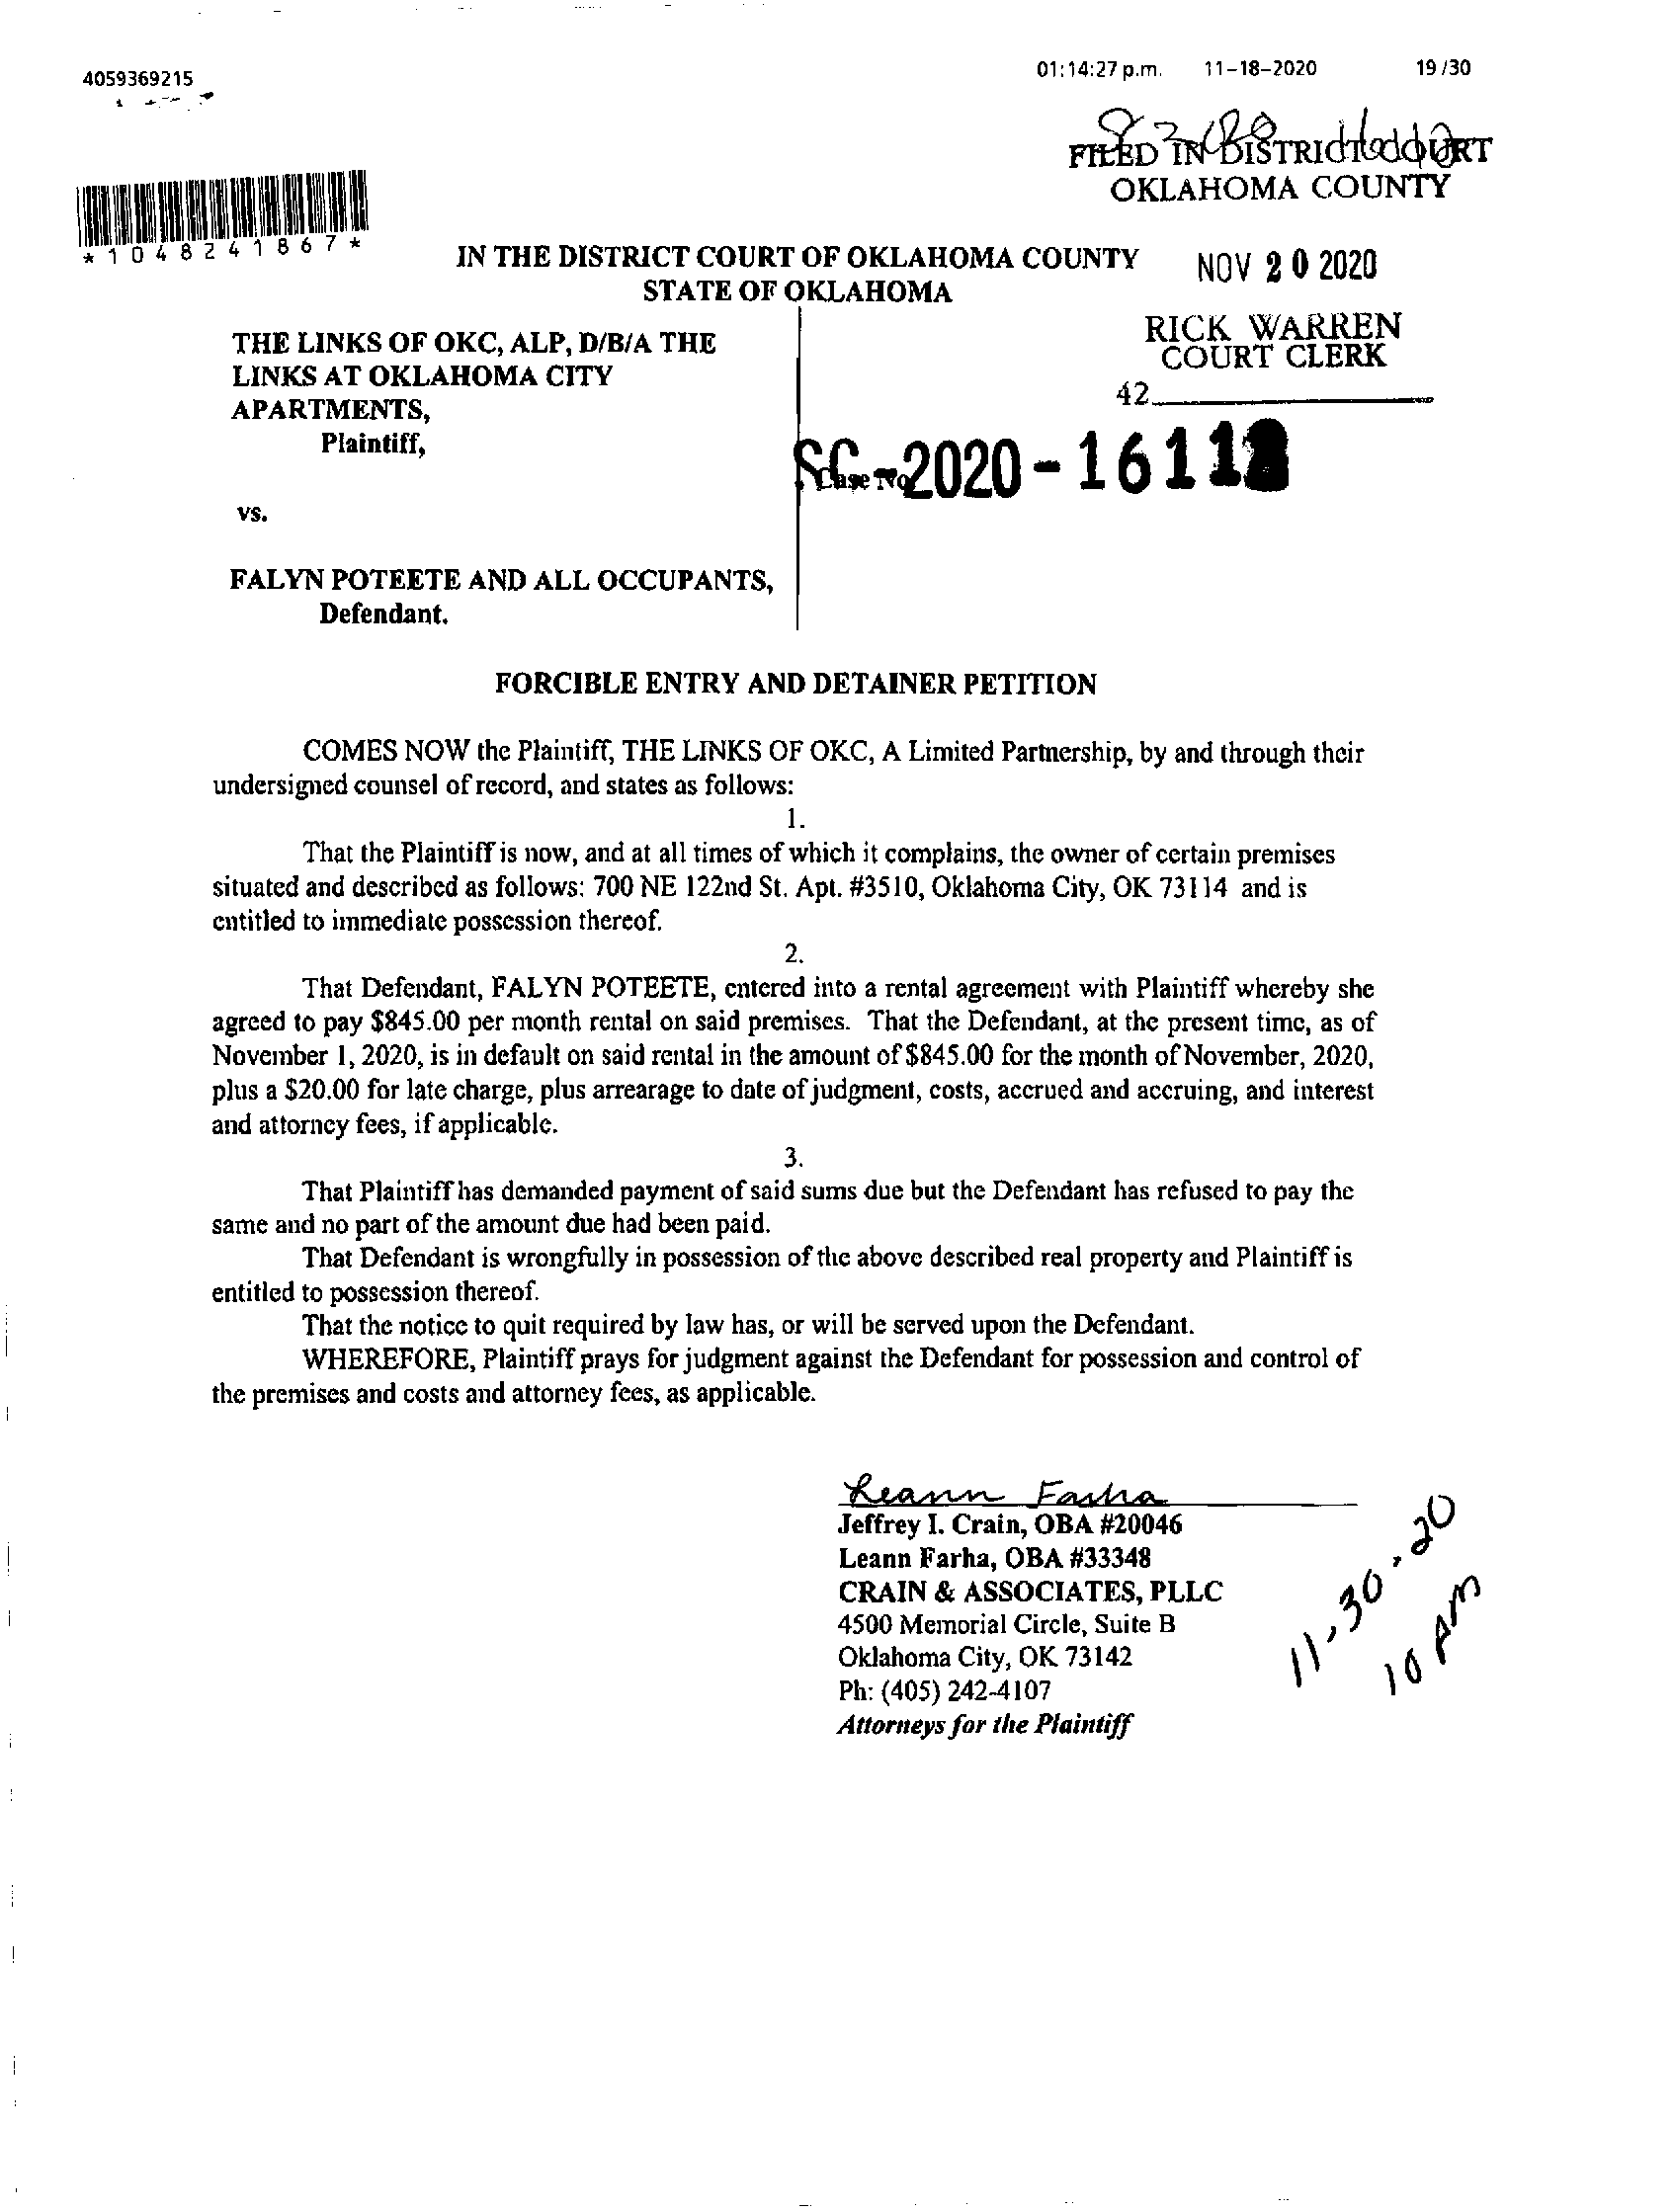 4059369215
01:14:27 p.m. 11-18-2020 19/30
FILED IN DISTRICT COURT
OKLAHOMA COUNTY
*1048241867*
IN THE DISTRICT COURT OF OKLAHOMA COUNTY
STATE OF OKLAHOMA
NOV 20 2020
RICK WARREN
COURT CLERK
42
THE LINKS OF OKC, ALP, D/B/A THE
LINKS AT OKLAHOMA CITY
APARTMENTS,
Plaintiff,
SC-2020-1611
Case No
vs.
FALYN POTEETE AND ALL OCCUPANTS,
Defendant.
FORCIBLE ENTRY AND DETAINER PETITION
COMES NOW the Plaintiff, THE LINKS OF OKC, A Limited Partnership, by and through their
undersigned counsel of record, and states as follows:
1.
That the Plaintiff is now, and at all times of which it complains, the owner of certain premises
situated and described as follows: 700 NE 122nd St. Apt. #3510, Oklahoma City, OK 73114 and is
entitled to immediate possession thereof.
2.
That Defendant, FALYN POTEETE, entered into a rental agreement with Plaintiff whereby she
agreed to pay $845.00 per month rental on said premises. That the Defendant, at the present time, as of
November 1, 2020, is in default on said rental in the amount of $845.00 for the month of November, 2020,
plus a $20.00 for late charge, plus arrearage to date of judgment, costs, accrued and accruing, and interest
and attorney fees, if applicable.
3.
That Plaintiff has demanded payment of said sums due but the Defendant has refused to pay the
same and no part of the amount due had been paid.
That Defendant is wrongfully in possession of the above described real property and Plaintiff is
entitled to possession thereof.
That the notice to quit required by law has, or will be served upon the Defendant.
WHEREFORE, Plaintiff prays for judgment against the Defendant for possession and control of
the premises and costs and attorney fees, as applicable.
Leann Farha
Jeffrey I. Crain, OBA #20046
Leann Farha, OBA #33348
CRAIN & ASSOCIATES, PLLC
4500 Memorial Circle, Suite B
Oklahoma City, OK 73142
Ph: (405) 242-4107
Attorneys for the Plaintiff
11-30-20
10 AM